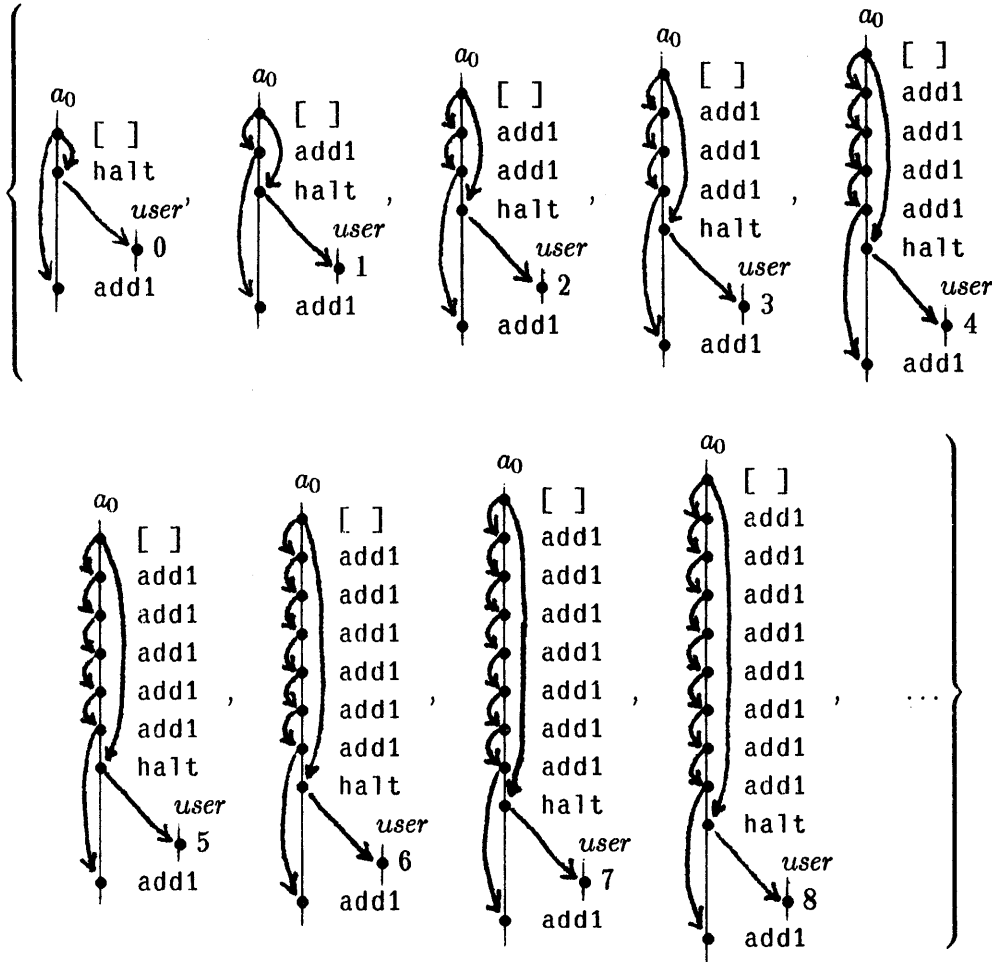 a₀
[ ]
halt
user ,
0
add1
a₀
[ ]
add1
halt ,
user
1
add1
a₀
[ ]
add1
add1
halt ,
user
2
add1
a₀
[ ]
add1
add1
add1
halt ,
user
3
add1
a₀
[ ]
add1
add1
add1
add1
halt
user
4
add1
a₀
[ ]
add1
add1
add1
add1
add1 ,
halt
user
5
add1
a₀
[ ]
add1
add1
add1
add1
add1 ,
add1
halt
user
6
add1
a₀
[ ]
add1
add1
add1
add1
add1 ,
add1
add1
halt
user
7
add1
a₀
[ ]
add1
add1
add1
add1
add1
add1 , ...
add1
add1
halt
user
8
add1